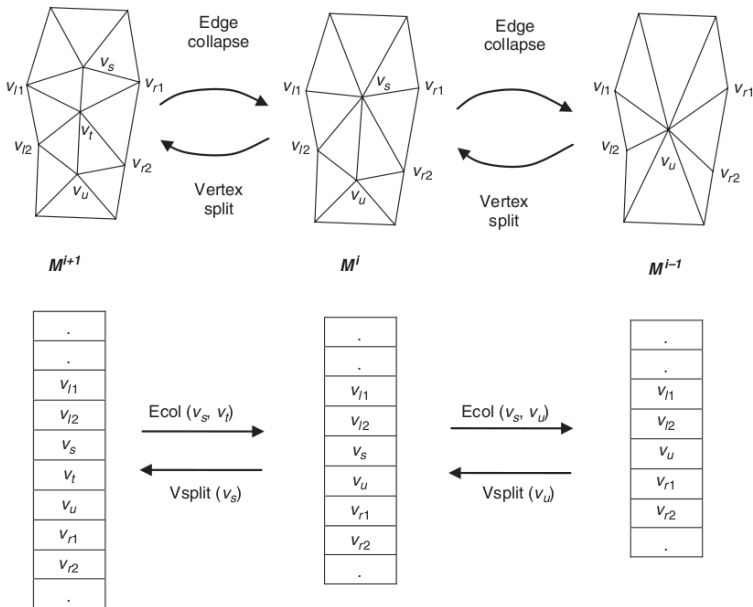 Edge collapse
Edge collapse
v_s
v_s
v_l1
v_r1
v_l1
v_r1
v_l1
v_r1
v_t
v_l2
v_l2
v_l2
v_r2
v_r2
v_r2
v_u
v_u
v_u
Vertex split
Vertex split
M^i+1
M^i
M^i–1
.
.
v_l1
v_l2
v_s
v_t
v_u
v_r1
v_r2
.
Ecol (v_s, v_t)
Vsplit (v_s)
.
.
v_l1
v_l2
v_s
v_u
v_r1
v_r2
.
Ecol (v_s, v_u)
Vsplit (v_u)
.
.
v_l1
v_l2
v_u
v_r1
v_r2
.